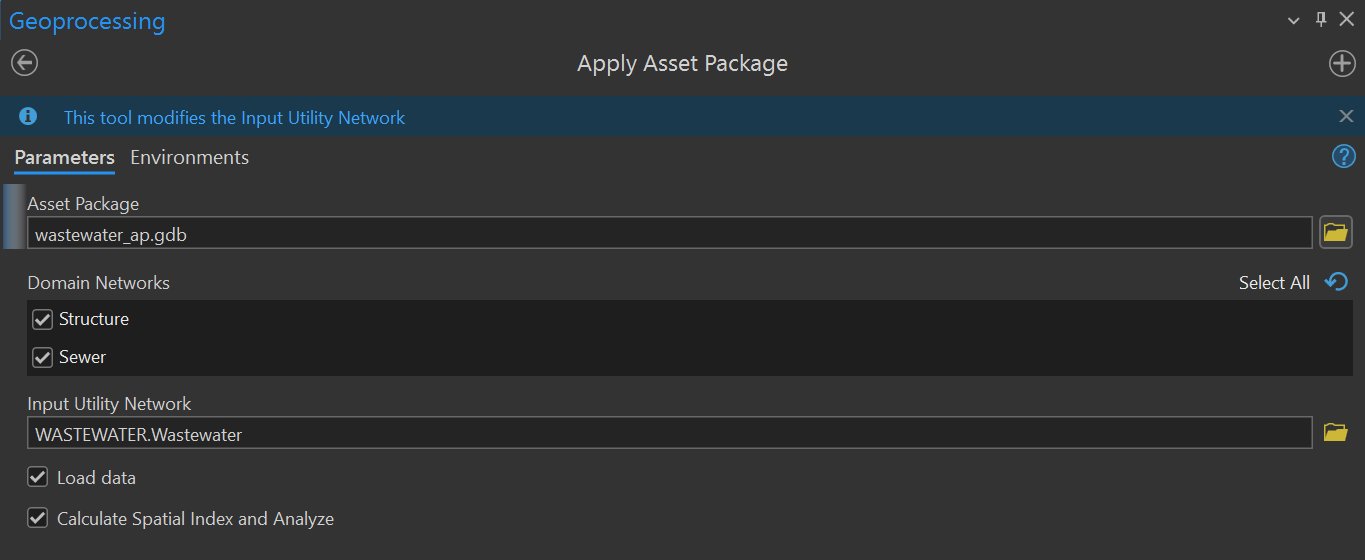 Geoprocessing
Apply Asset Package
This tool modifies the Input Utility Network
Parameters Environments
Asset Package
wastewater_ap.gdb
Domain Networks Select All
Structure
Sewer
Input Utility Network
WASTEWATER.Wastewater
Load data
Calculate Spatial Index and Analyze